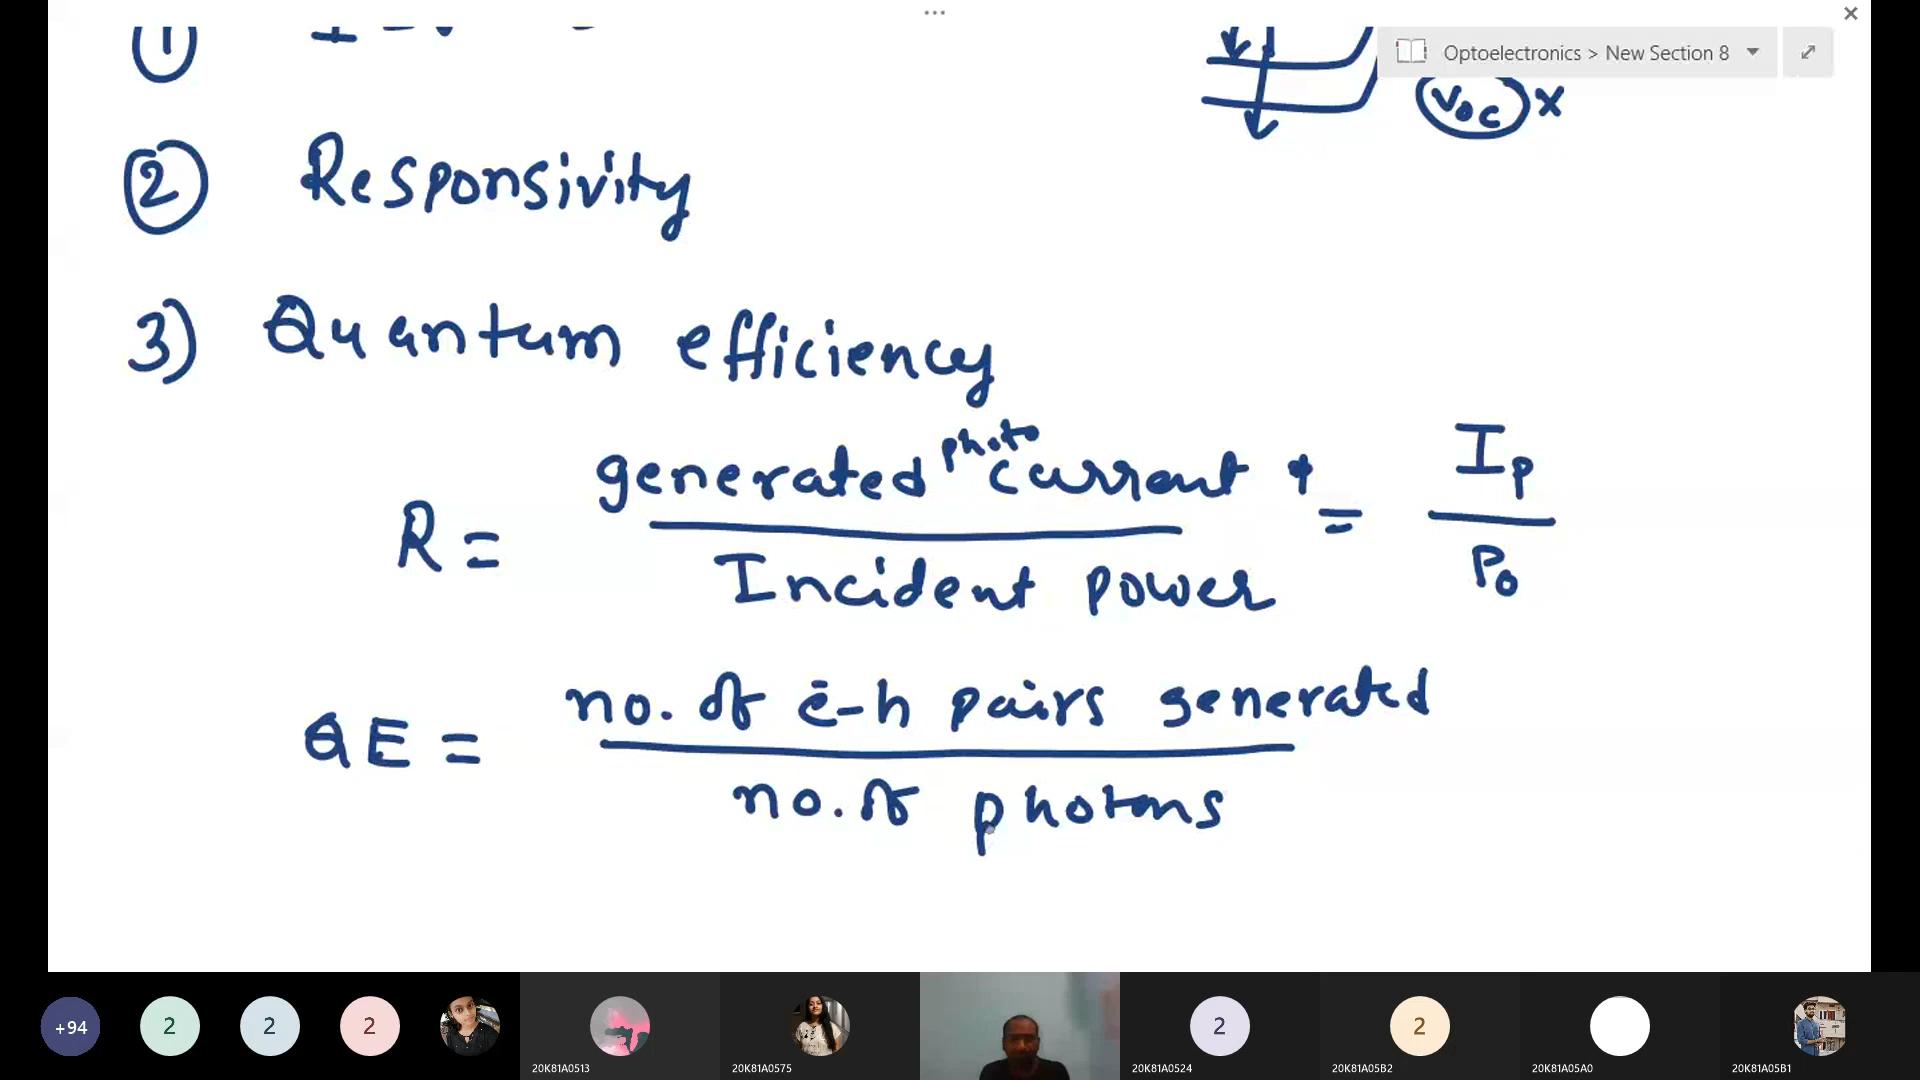 Optoelectronics > New Section 8
①
Voc x
② Responsivity
3) Quantum efficiency
R = generated photo current / Incident power = Ip / Po
QE = no. of e-h pairs generated / no. of photons
+94
2
2
2
2
2
20K81A0513
20K81A0575
20K81A0524
20K81A05B2
20K81A05A0
20K81A05B1